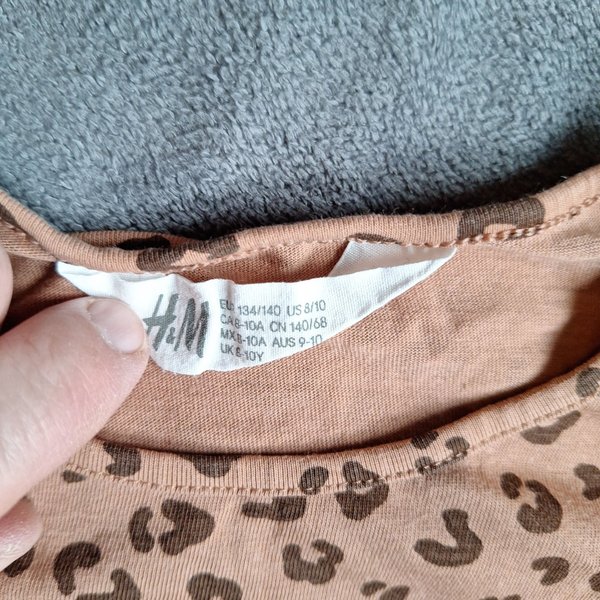 H&M
EU 134/140 US 8/10
CA 8-10A CN 140/68
MX 8-10A AUS 9-10
UK 8-10Y